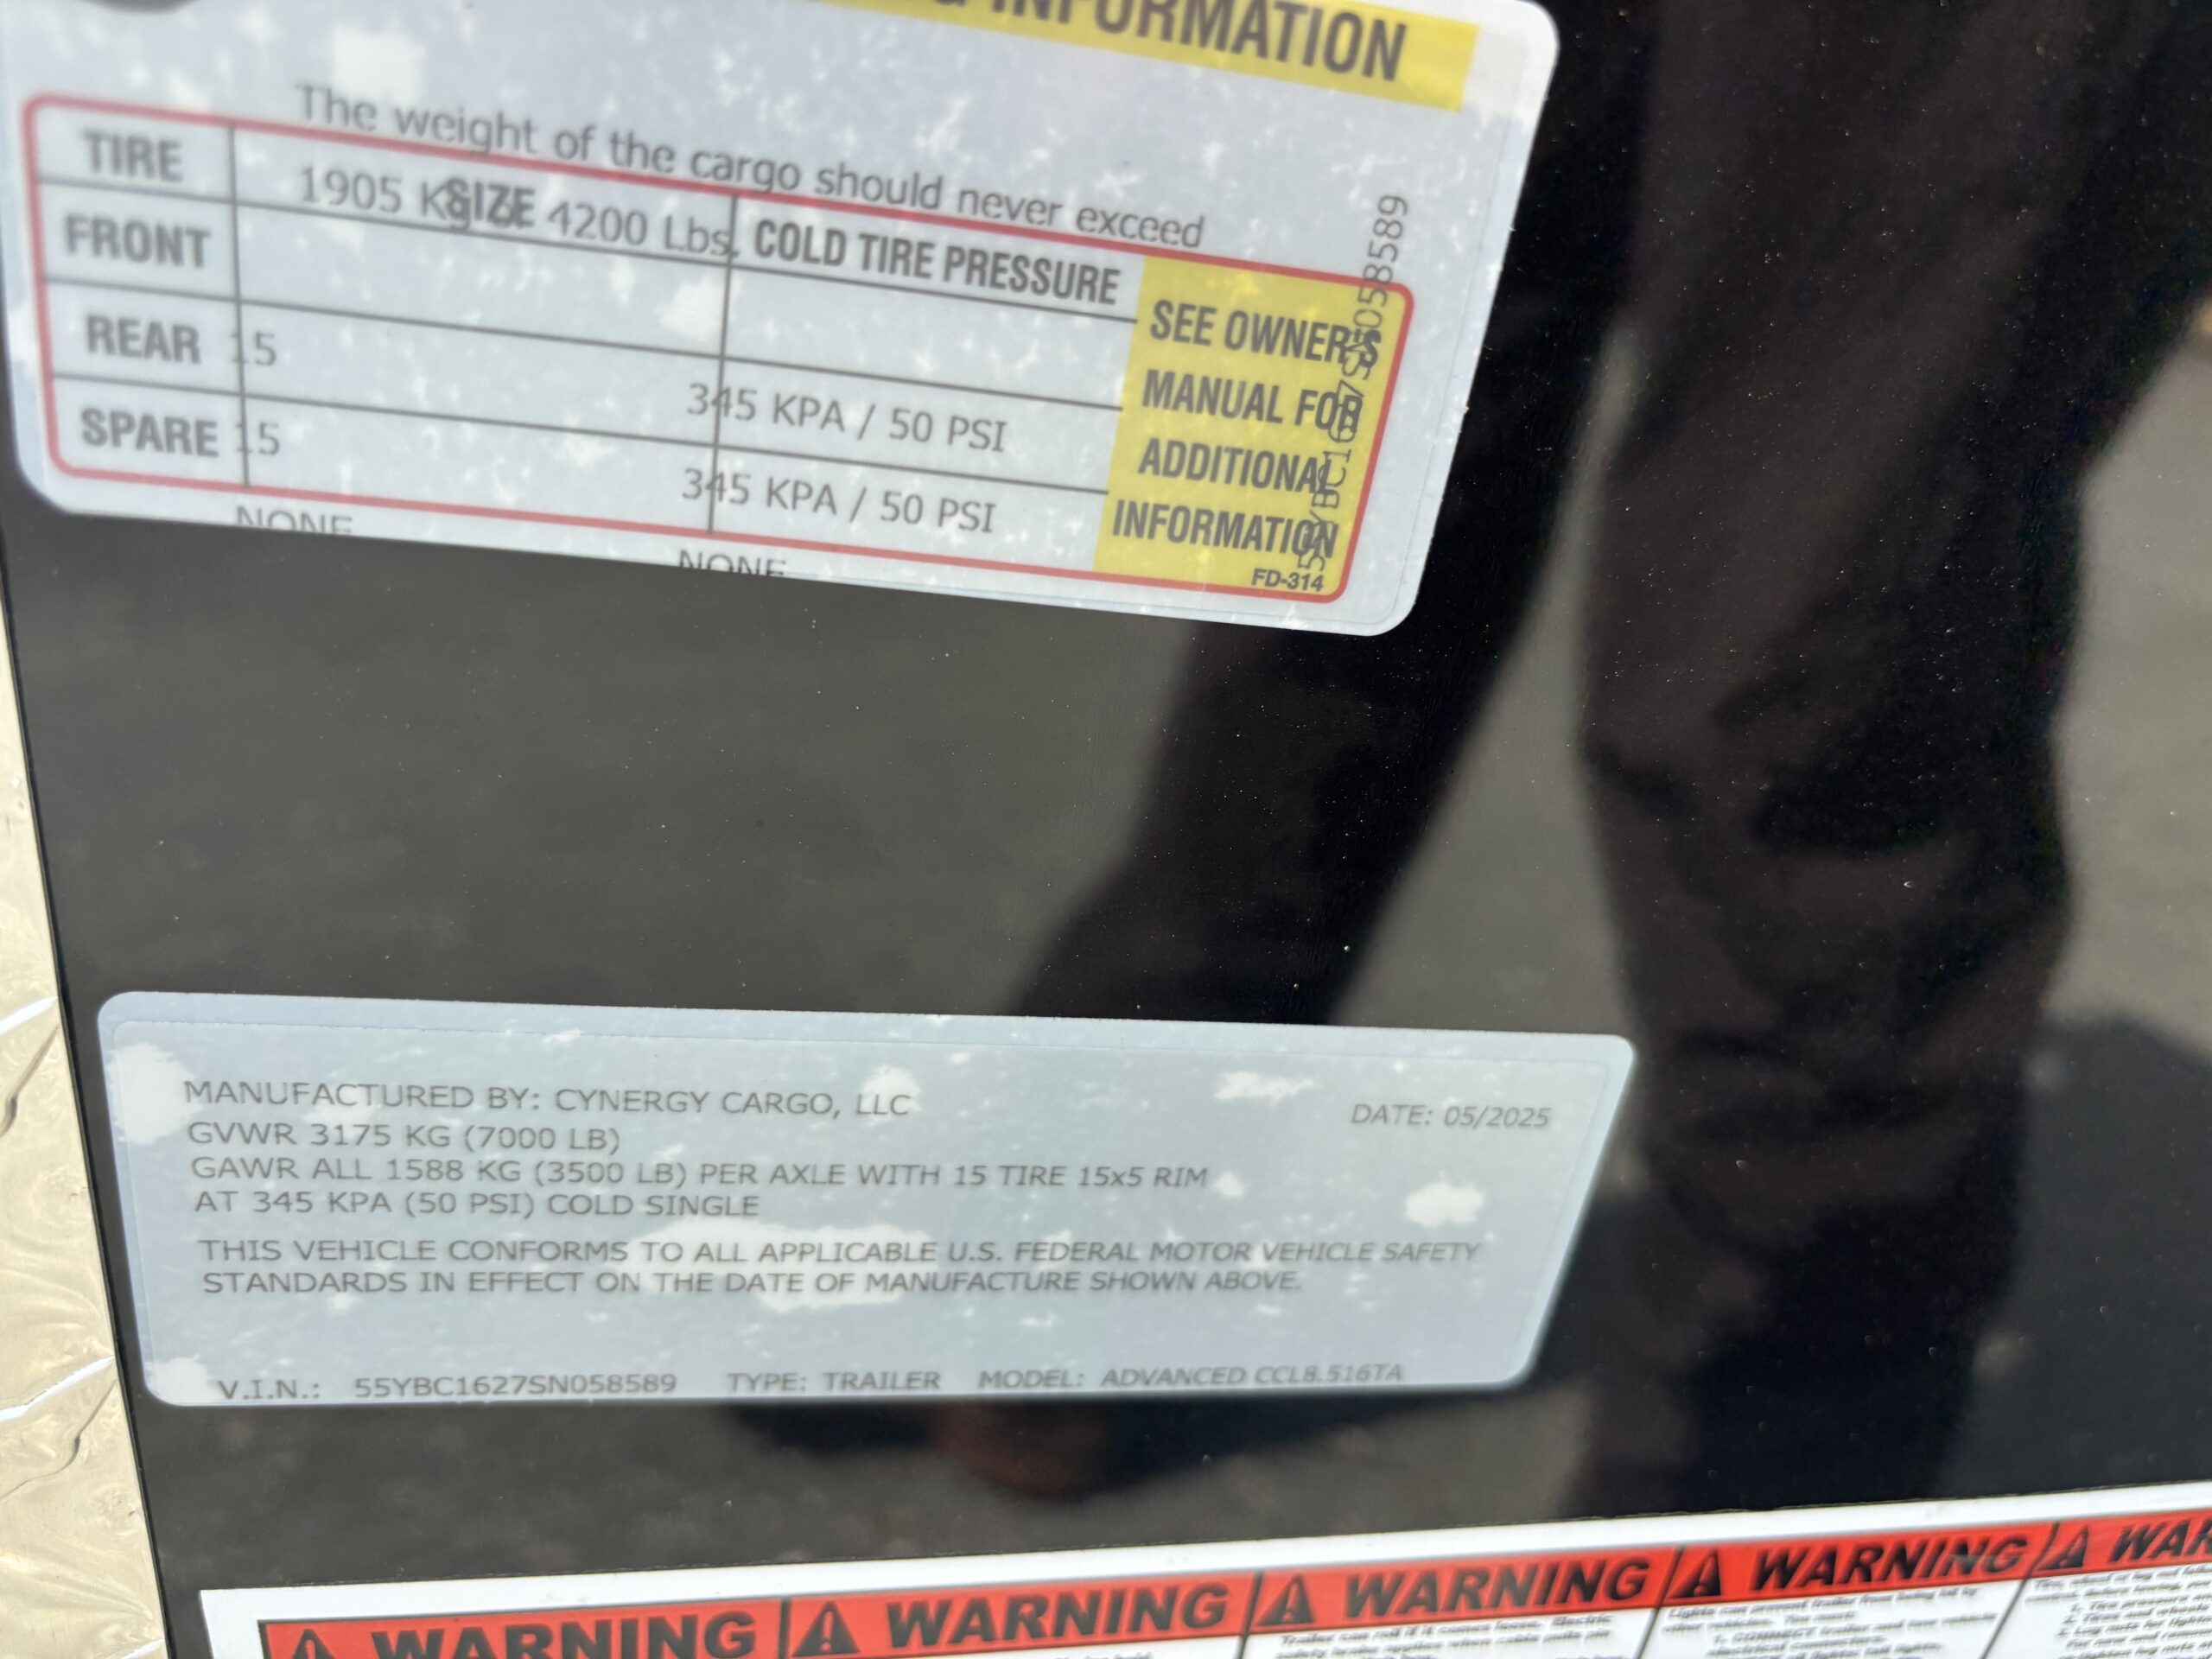 INFORMATION
The weight of the cargo should never exceed
1905 Kg or 4200 Lbs.
TIRE SIZE COLD TIRE PRESSURE
FRONT
REAR 15 345 KPA / 50 PSI
SPARE 15 345 KPA / 50 PSI
NONE NONE
SEE OWNER'S
MANUAL FOR
ADDITIONAL
INFORMATION
FD-314
55YBC1627SN058589
MANUFACTURED BY: CYNERGY CARGO, LLC DATE: 05/2025
GVWR 3175 KG (7000 LB)
GAWR ALL 1588 KG (3500 LB) PER AXLE WITH 15 TIRE 15x5 RIM
AT 345 KPA (50 PSI) COLD SINGLE
THIS VEHICLE CONFORMS TO ALL APPLICABLE U.S. FEDERAL MOTOR VEHICLE SAFETY
STANDARDS IN EFFECT ON THE DATE OF MANUFACTURE SHOWN ABOVE.
V.I.N.: 55YBC1627SN058589 TYPE: TRAILER MODEL: ADVANCED CCL8.516TA
WARNING WARNING WARNING WARNING WAR